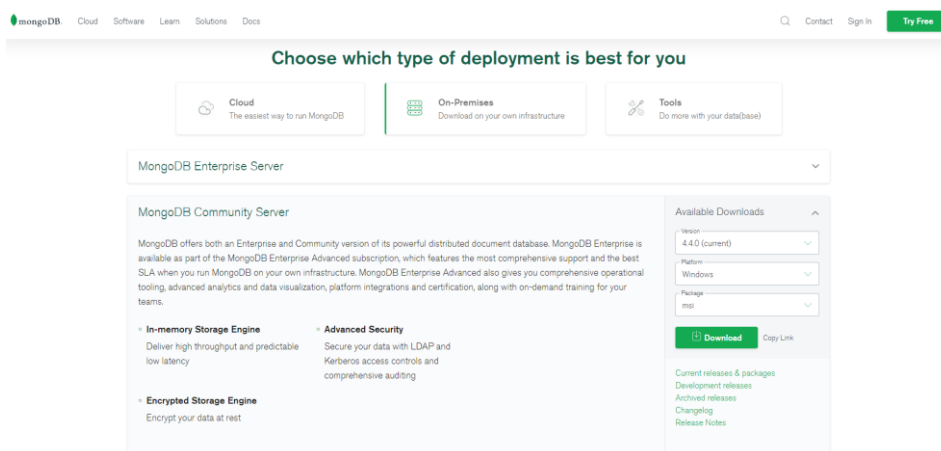 mongoDB. Cloud Software Learn Solutions Docs Contact Sign In Try Free
Choose which type of deployment is best for you
Cloud
The easiest way to run MongoDB
On-Premises
Download on your own infrastructure
Tools
Do more with your data(base)
MongoDB Enterprise Server
MongoDB Community Server
MongoDB offers both an Enterprise and Community version of its powerful distributed document database. MongoDB Enterprise is
available as part of the MongoDB Enterprise Advanced subscription, which features the most comprehensive support and the best
SLA when you run MongoDB on your own infrastructure. MongoDB Enterprise Advanced also gives you comprehensive operational
tooling, advanced analytics and data visualization, platform integrations and certification, along with on-demand training for your
teams.
In-memory Storage Engine
Deliver high throughput and predictable
low latency
Advanced Security
Secure your data with LDAP and
Kerberos access controls and
comprehensive auditing
Encrypted Storage Engine
Encrypt your data at rest
Available Downloads
Version
4.4.0 (current)
Platform
Windows
Package
msi
Download Copy Link
Current releases & packages
Development releases
Archived releases
Changelog
Release Notes